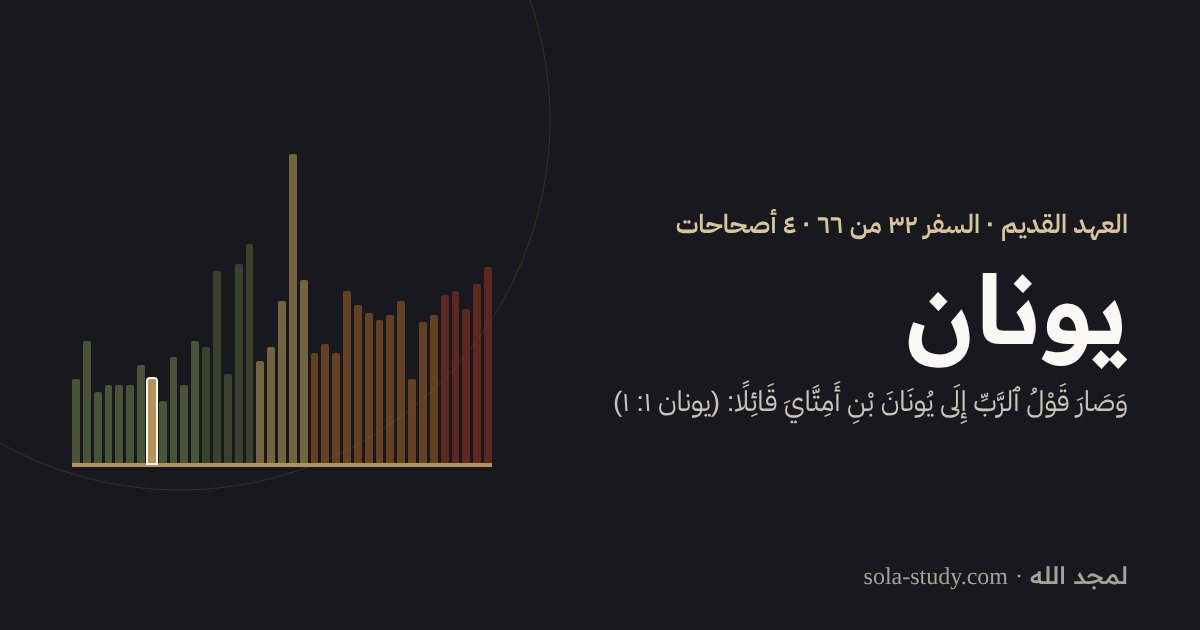 العهد القديم · السفر ٣٢ من ٦٦ · ٤ أصحاحات
يونان
وَصَارَ قَوْلُ ٱلرَّبِّ إِلَى يُونَانَ بْنِ أَمِتَّايَ قَائِلًا: (يونان ١: ١)
لمجد الله · sola-study.com